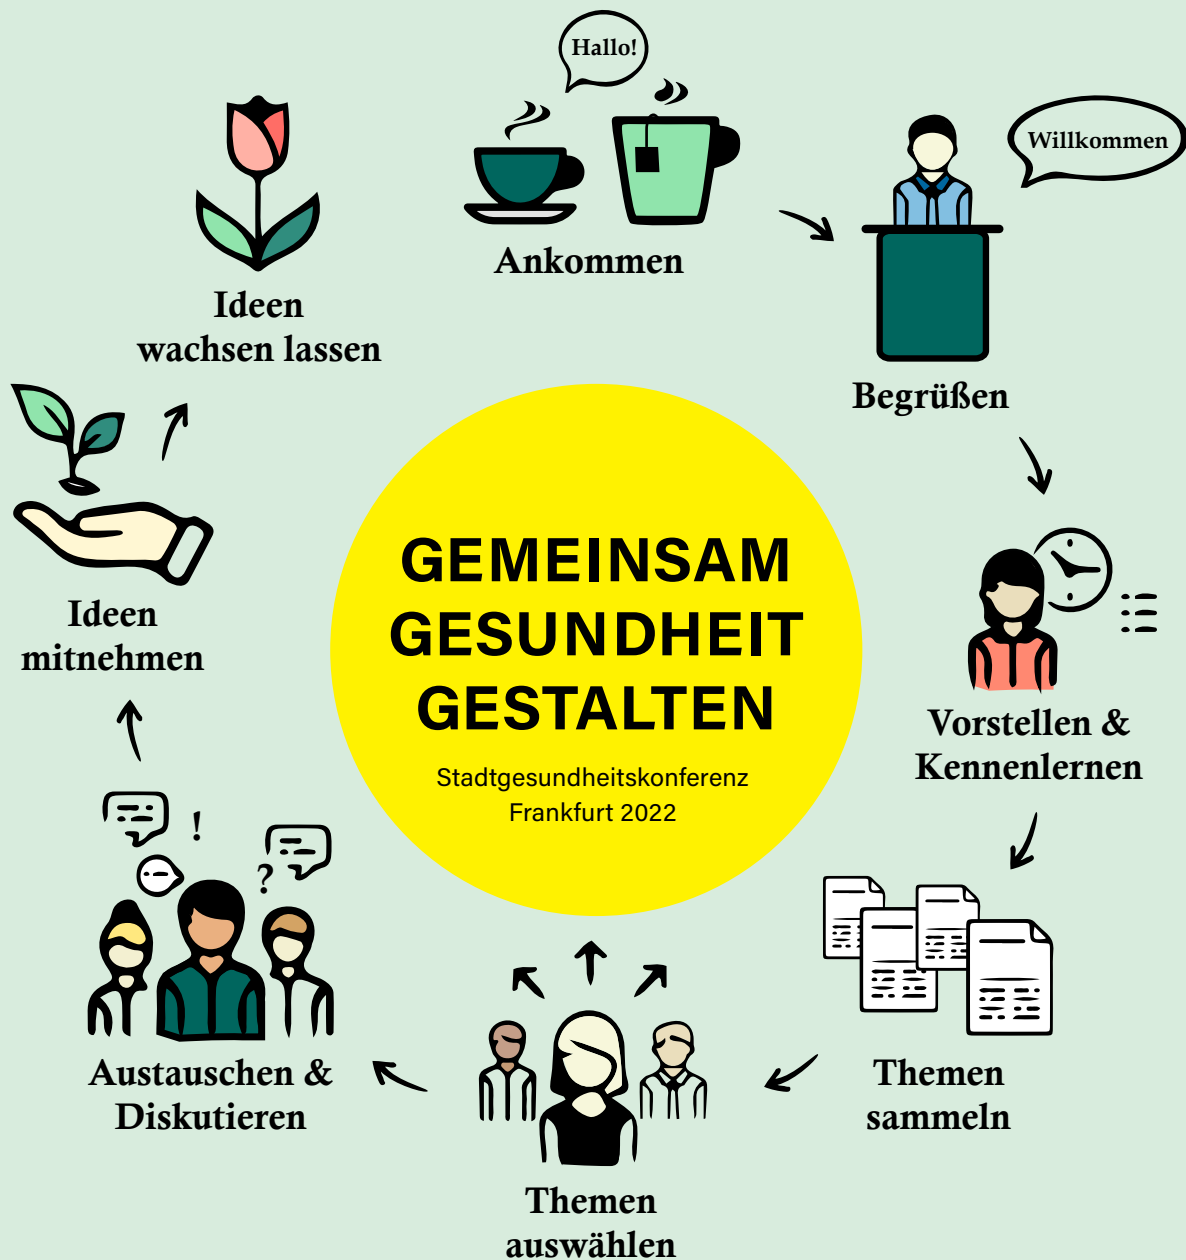 Hallo!
Ankommen
Willkommen
Begrüßen
Vorstellen &
Kennenlernen
Themen
sammeln
Themen
auswählen
Austauschen &
Diskutieren
! ?
Ideen
mitnehmen
Ideen
wachsen lassen
GEMEINSAM
GESUNDHEIT
GESTALTEN
Stadtgesundheitskonferenz
Frankfurt 2022